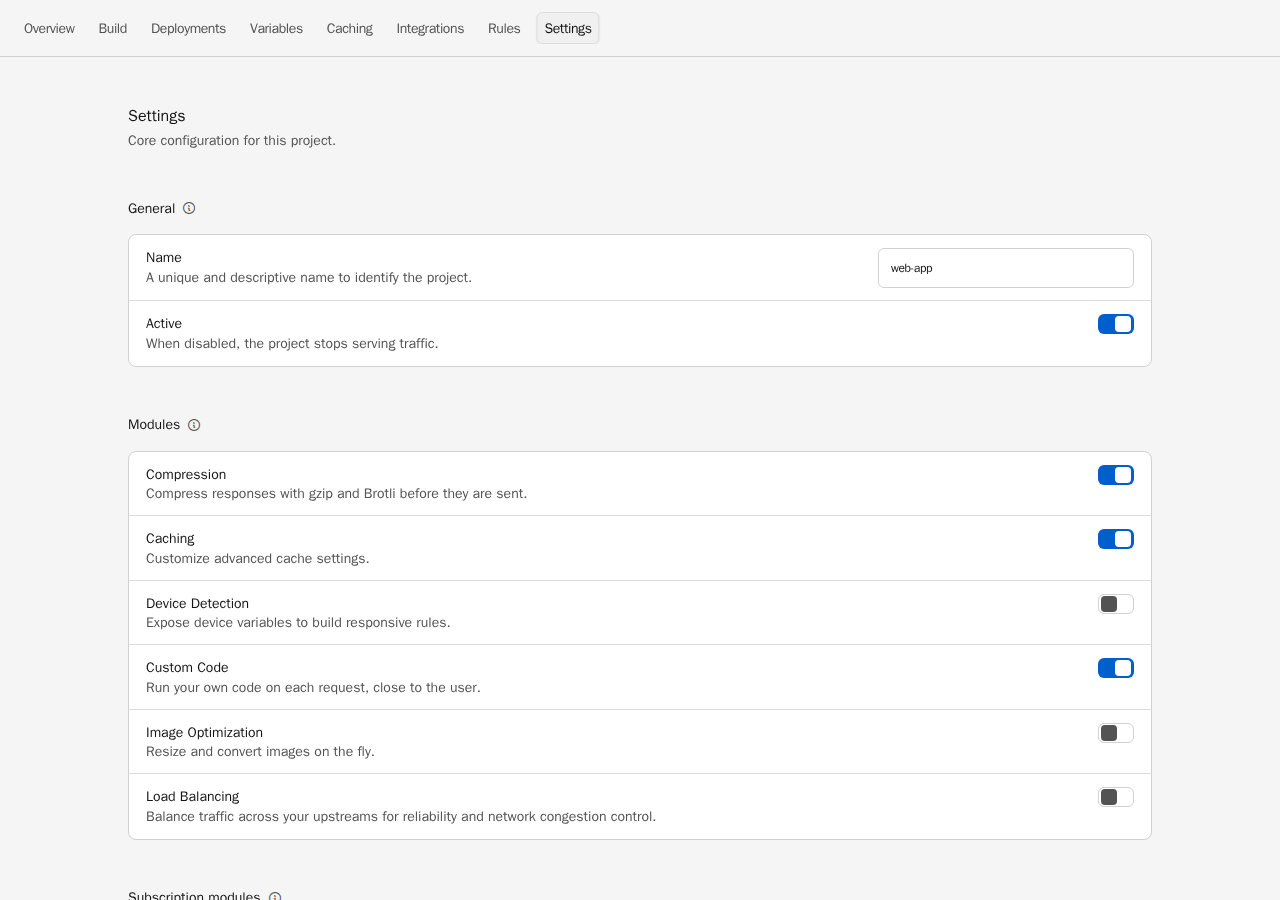 Overview Build Deployments Variables Caching Integrations Rules Settings
Settings
Core configuration for this project.
General
Name
A unique and descriptive name to identify the project.
web-app
Active
When disabled, the project stops serving traffic.
Modules
Compression
Compress responses with gzip and Brotli before they are sent.
Caching
Customize advanced cache settings.
Device Detection
Expose device variables to build responsive rules.
Custom Code
Run your own code on each request, close to the user.
Image Optimization
Resize and convert images on the fly.
Load Balancing
Balance traffic across your upstreams for reliability and network congestion control.
Subscription modules